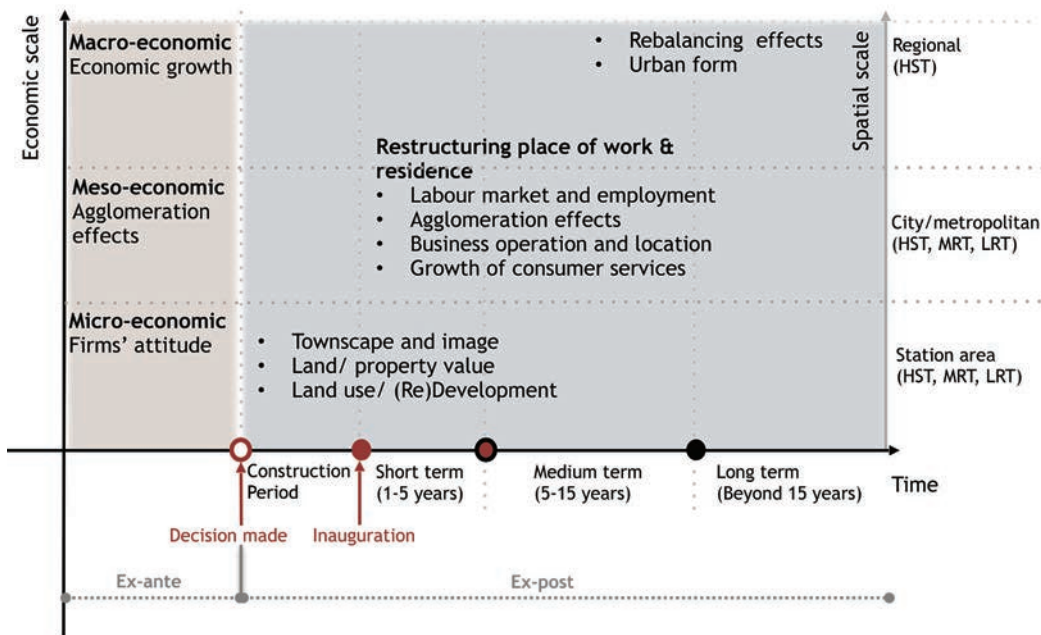 Economic scale
Macro-economic
Economic growth
• Rebalancing effects
• Urban form
Spatial scale
Regional
(HST)
Restructuring place of work &
residence
• Labour market and employment
• Agglomeration effects
• Business operation and location
• Growth of consumer services
Meso-economic
Agglomeration
effects
City/metropolitan
(HST, MRT, LRT)
Micro-economic
Firms’ attitude
• Townscape and image
• Land/ property value
• Land use/ (Re)Development
Station area
(HST, MRT, LRT)
Construction
Period
Short term
(1-5 years)
Medium term
(5-15 years)
Long term
(Beyond 15 years)
Time
Decision made
Inauguration
Ex-ante
Ex-post